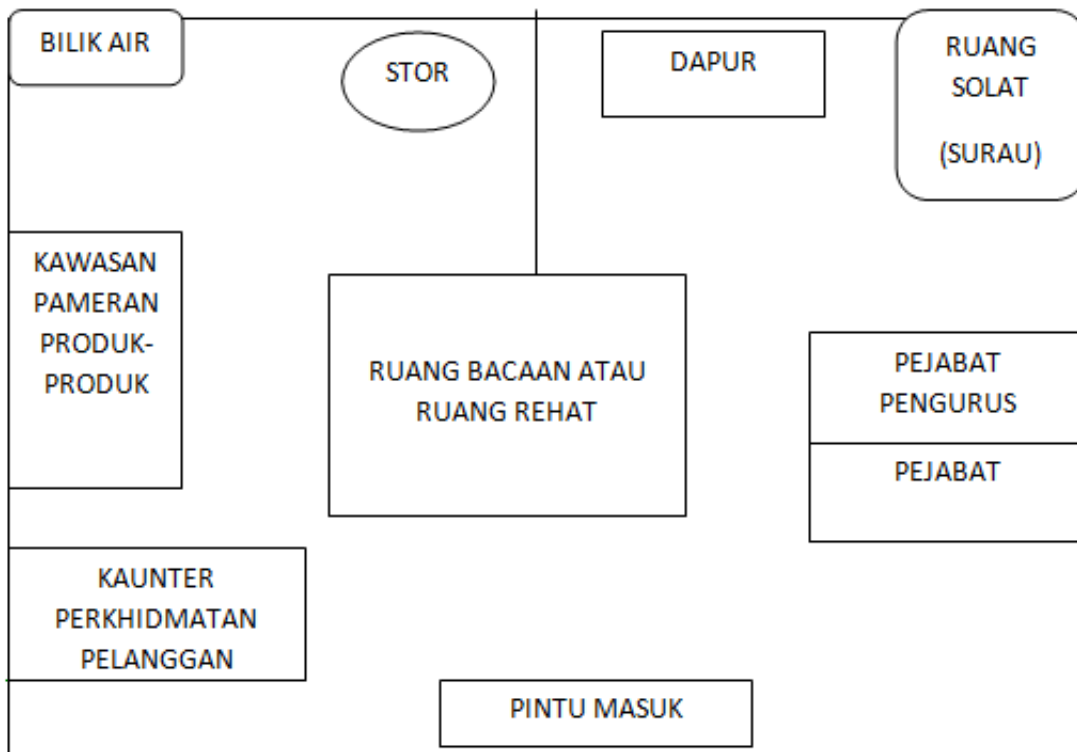 BILIK AIR
STOR
DAPUR
RUANG
SOLAT
(SURAU)
KAWASAN
PAMERAN
PRODUK-
PRODUK
RUANG BACAAN ATAU
RUANG REHAT
PEJABAT
PENGURUS
PEJABAT
KAUNTER
PERKHIDMATAN
PELANGGAN
PINTU MASUK